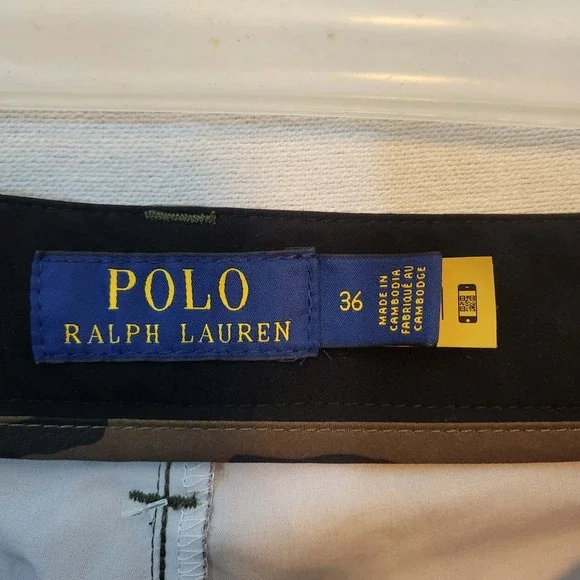 POLO
RALPH LAUREN
36
MADE IN
CAMBODIA
FABRIQUÉ AU
CAMBODGE